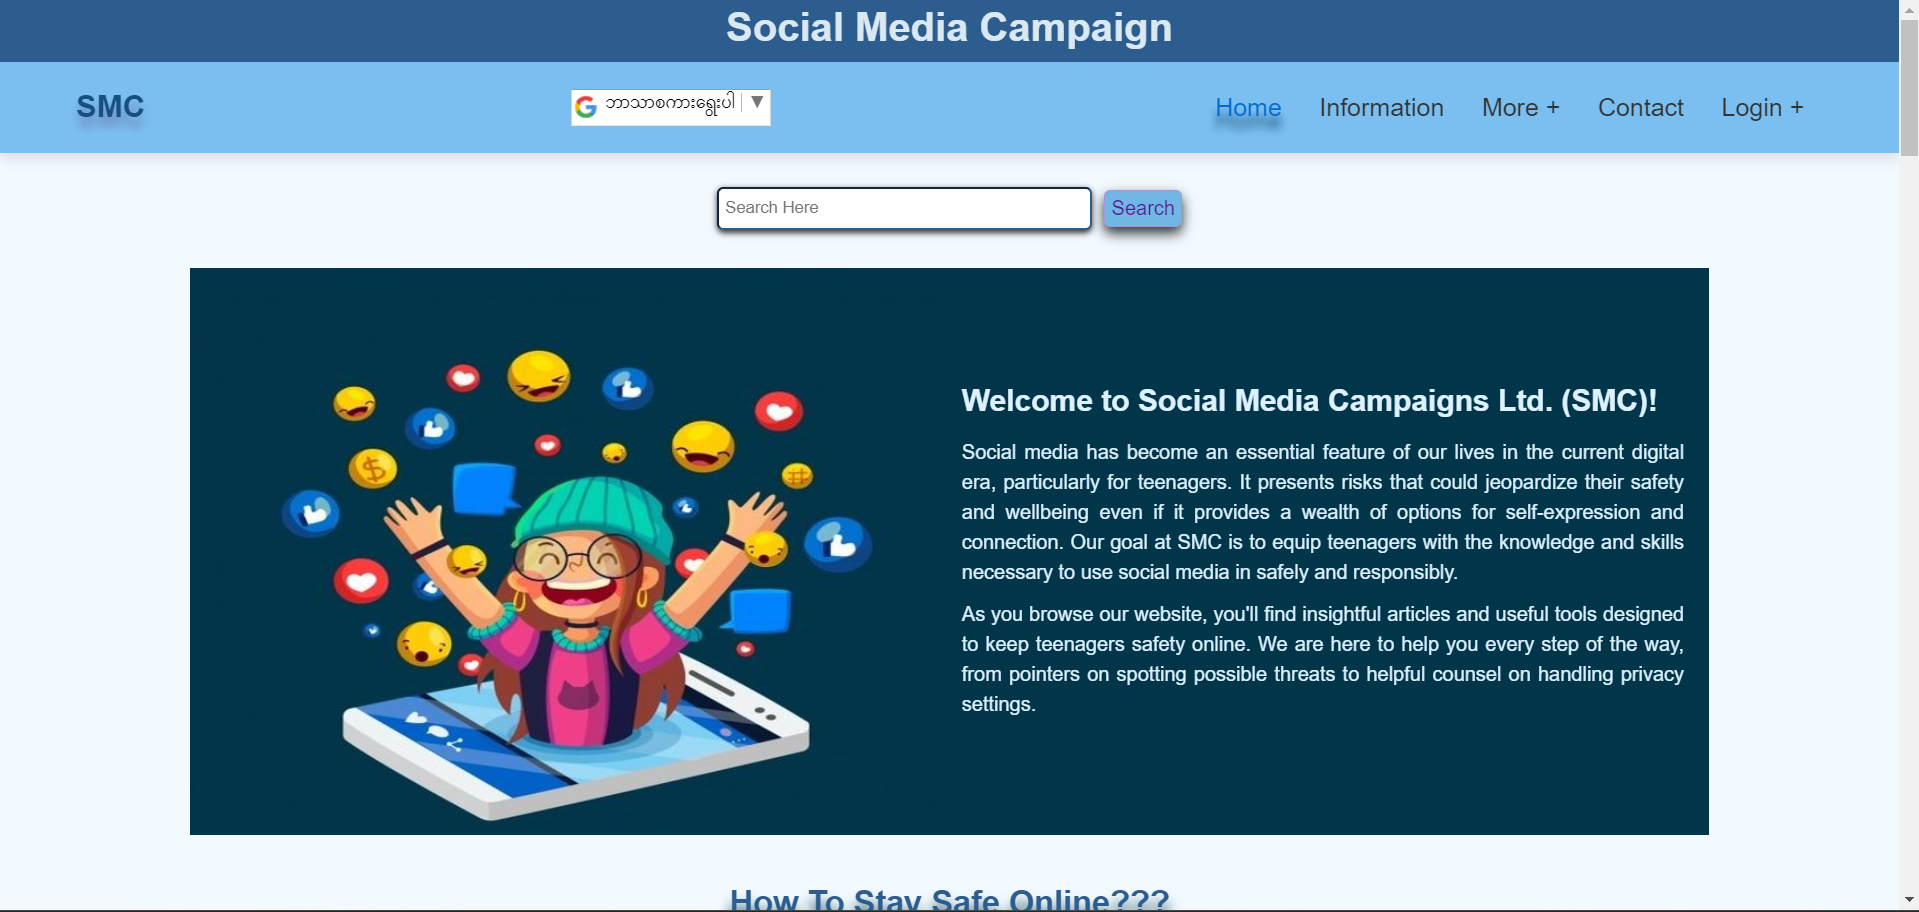 Social Media Campaign
SMC
ဘာသာစကားရွေးပါ ▼
Home Information More + Contact Login +
Search Here Search
Welcome to Social Media Campaigns Ltd. (SMC)!
Social media has become an essential feature of our lives in the current digital
era, particularly for teenagers. It presents risks that could jeopardize their safety
and wellbeing even if it provides a wealth of options for self-expression and
connection. Our goal at SMC is to equip teenagers with the knowledge and skills
necessary to use social media in safely and responsibly.
As you browse our website, you'll find insightful articles and useful tools designed
to keep teenagers safety online. We are here to help you every step of the way,
from pointers on spotting possible threats to helpful counsel on handling privacy
settings.
How To Stay Safe Online???